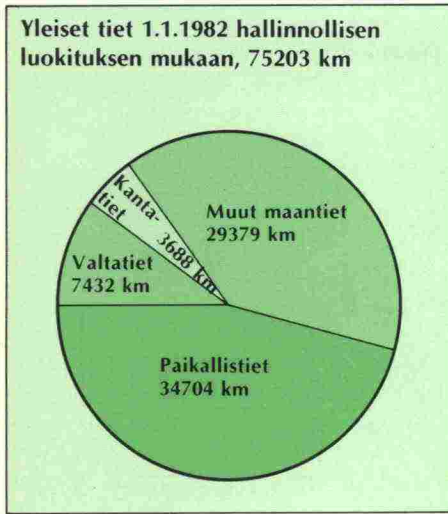 Yleiset tiet 1.1.1982 hallinnollisen
luokituksen mukaan, 75203 km
Kanta-
tiet
3688 km
Muut maantiet
29379 km
Valtatiet
7432 km
Paikallistiet
34704 km